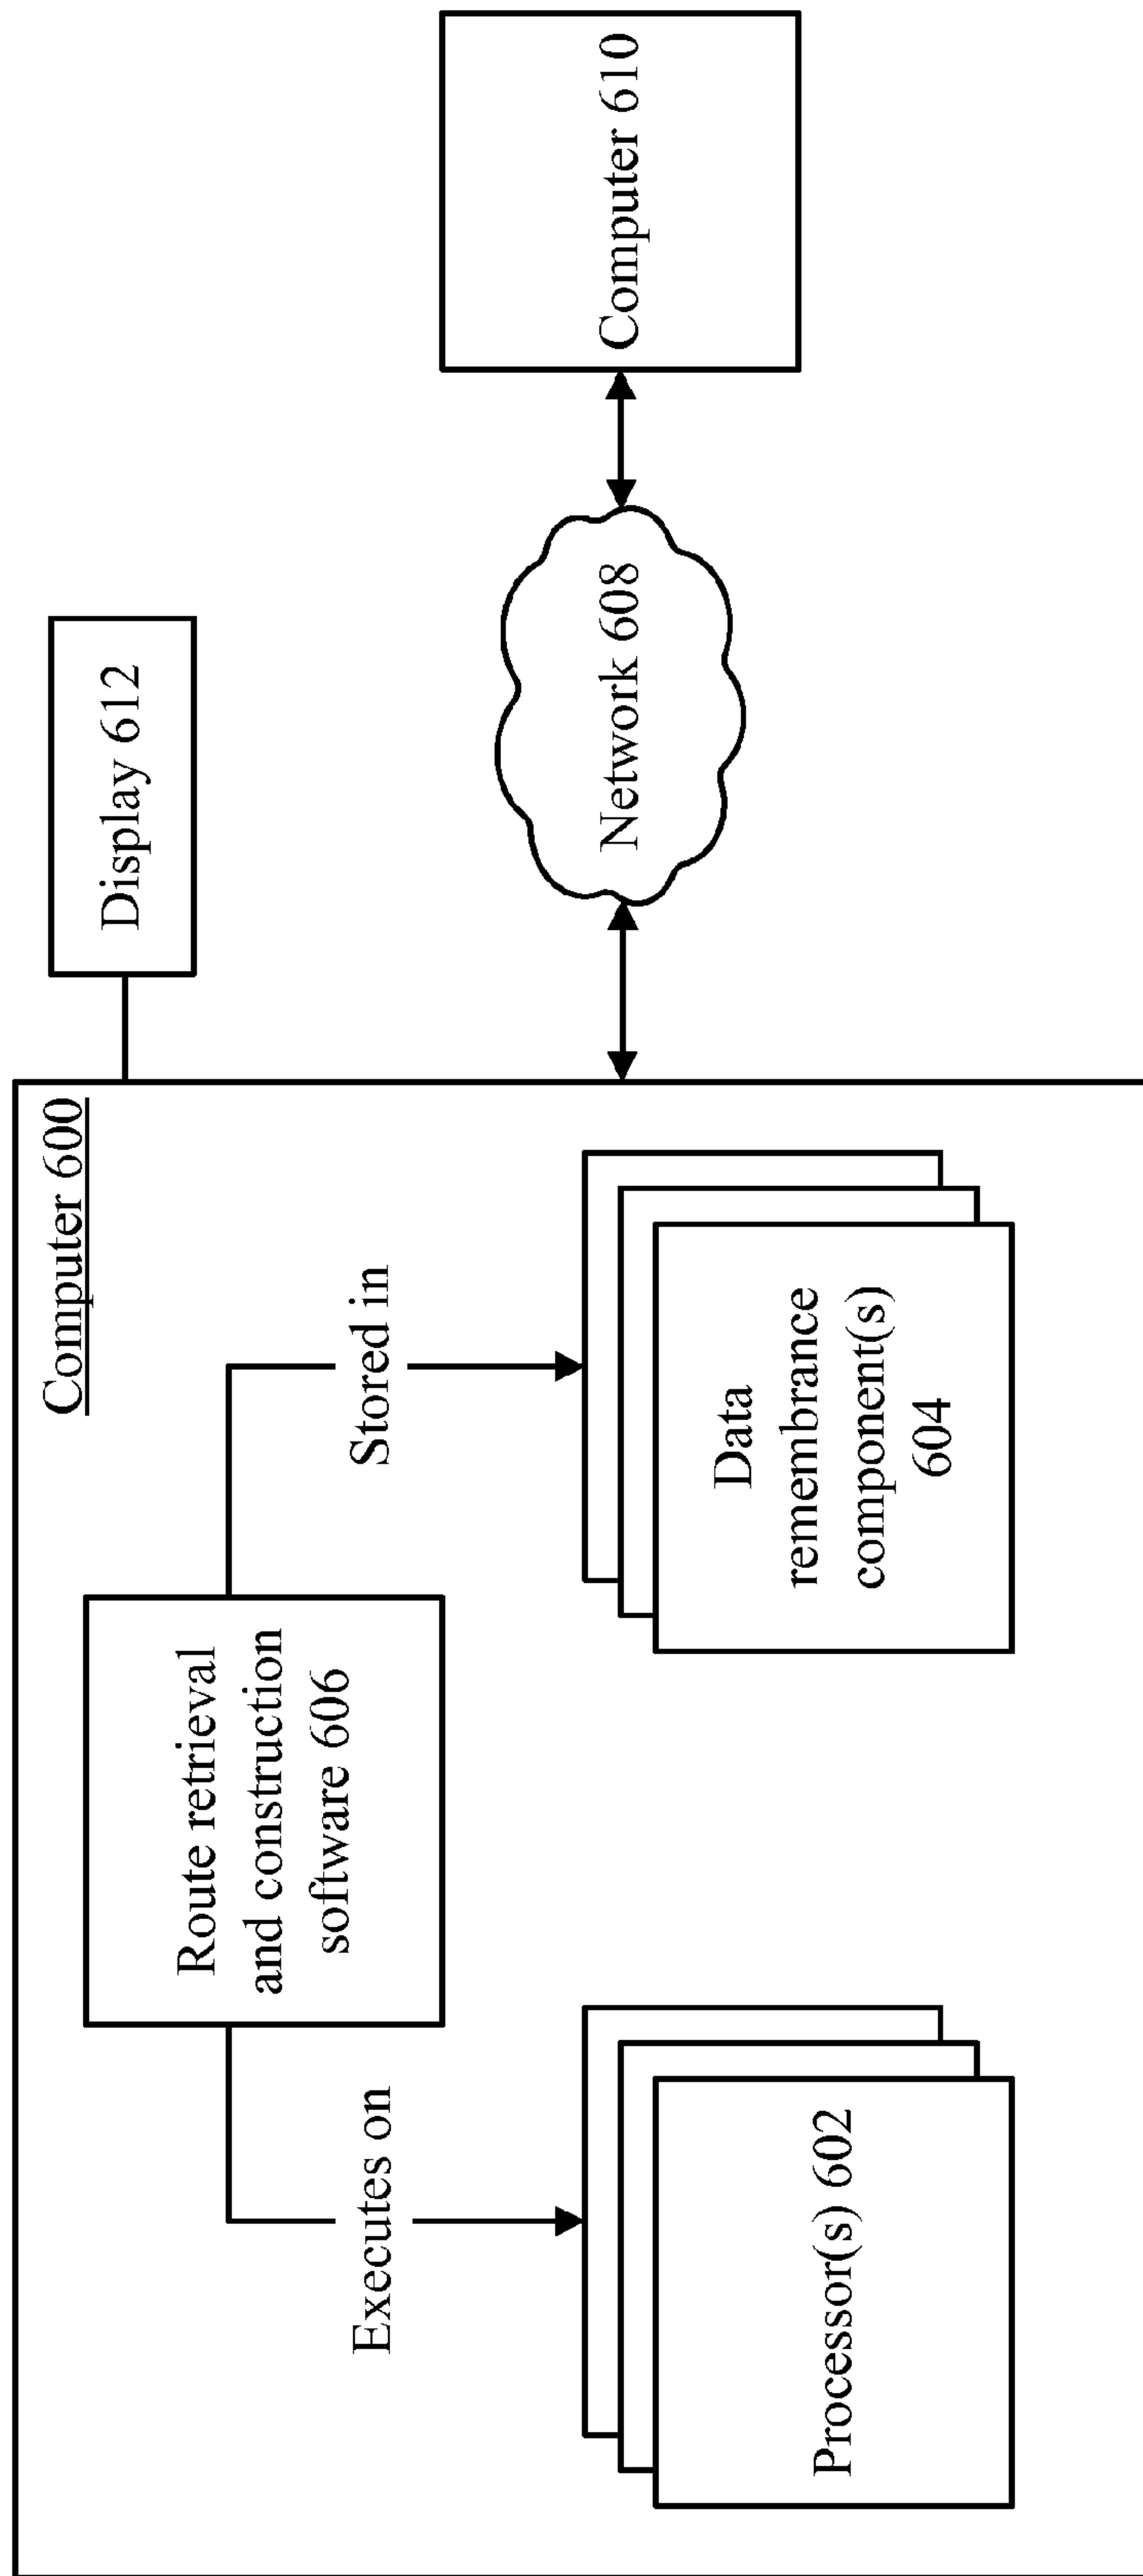 Computer 600
Route retrieval
and construction
software 606
Executes on
Stored in
Processor(s) 602
Data
remembrance
component(s)
604
Display 612
Network 608
Computer 610